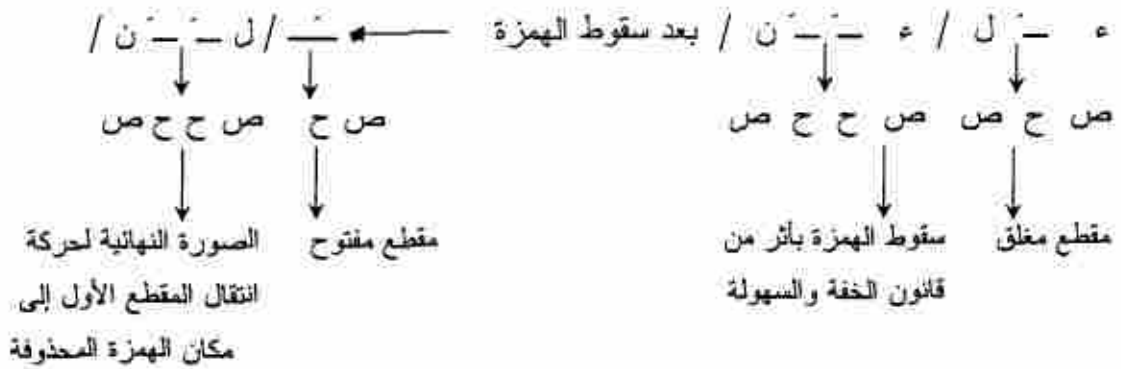 ء ـَ ل / ء ـَ ـَ ن / بعد سقوط الهمزة ء ـَ / ل ـَ ـَ ن /
ص ح ص ص ح ح ص ص ح ص ح ح ص
مقطع مغلق سقوط الهمزة بأثر من مقطع مفتوح الصورة النهائية لحركة
قانون الخفة والسهولة انتقال المقطع الأول إلى
مكان الهمزة المحذوفة